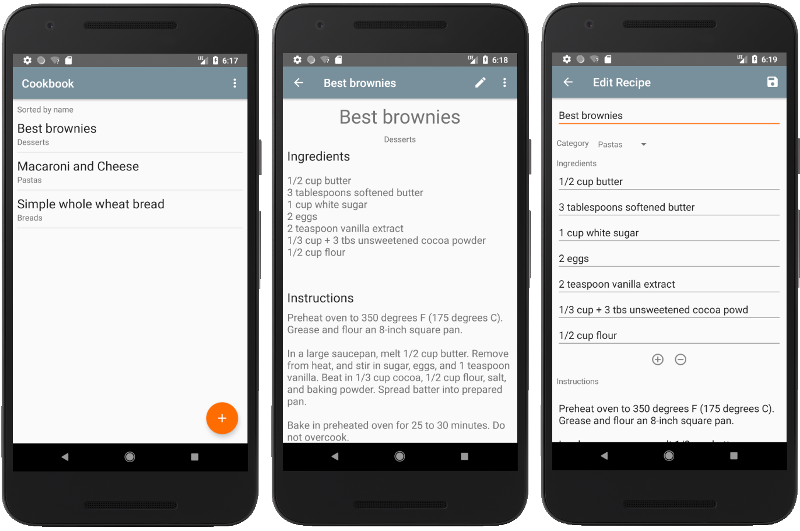 6:17
Cookbook
Sorted by name
Best brownies
Desserts
Macaroni and Cheese
Pastas
Simple whole wheat bread
Breads
+
6:18
Best brownies
Best brownies
Desserts
Ingredients
1/2 cup butter
3 tablespoons softened butter
1 cup white sugar
2 eggs
2 teaspoon vanilla extract
1/3 cup + 3 tbs unsweetened cocoa powder
1/2 cup flour
Instructions
Preheat oven to 350 degrees F (175 degrees C).
Grease and flour an 8-inch square pan.
In a large saucepan, melt 1/2 cup butter. Remove
from heat, and stir in sugar, eggs, and 1 teaspoon
vanilla. Beat in 1/3 cup cocoa, 1/2 cup flour, salt,
and baking powder. Spread batter into prepared
pan.
Bake in preheated oven for 25 to 30 minutes. Do
not overcook.
6:19
Edit Recipe
Best brownies
Category Pastas
Ingredients
1/2 cup butter
3 tablespoons softened butter
1 cup white sugar
2 eggs
2 teaspoon vanilla extract
1/3 cup + 3 tbs unsweetened cocoa powd
1/2 cup flour
Instructions
Preheat oven to 350 degrees F (175 degrees C).
Grease and flour an 8-inch square pan.